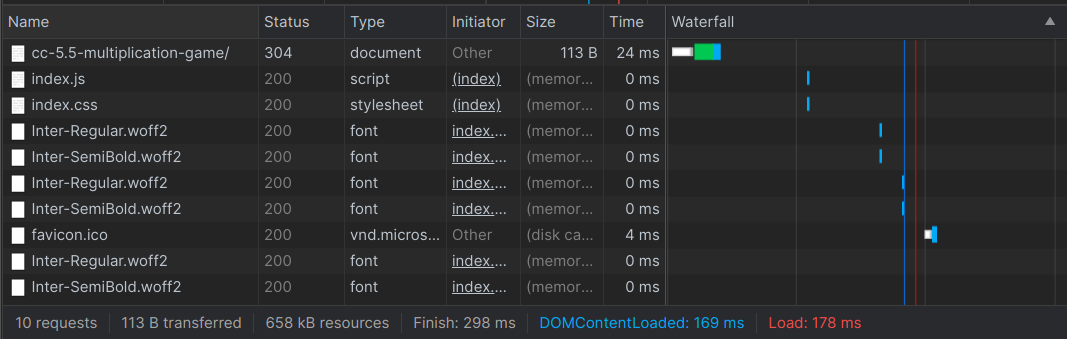 Name Status Type Initiator Size Time Waterfall
cc-5.5-multiplication-game/ 304 document Other 113 B 24 ms
index.js 200 script (index) (memor... 0 ms
index.css 200 stylesheet (index) (memor... 0 ms
Inter-Regular.woff2 200 font index.... (memor... 0 ms
Inter-SemiBold.woff2 200 font index.... (memor... 0 ms
Inter-Regular.woff2 200 font index.... (memor... 0 ms
Inter-SemiBold.woff2 200 font index.... (memor... 0 ms
favicon.ico 200 vnd.micros... Other (disk ca... 4 ms
Inter-Regular.woff2 200 font index.... (memor... 0 ms
Inter-SemiBold.woff2 200 font index.... (memor... 0 ms
10 requests 113 B transferred 658 kB resources Finish: 298 ms DOMContentLoaded: 169 ms Load: 178 ms